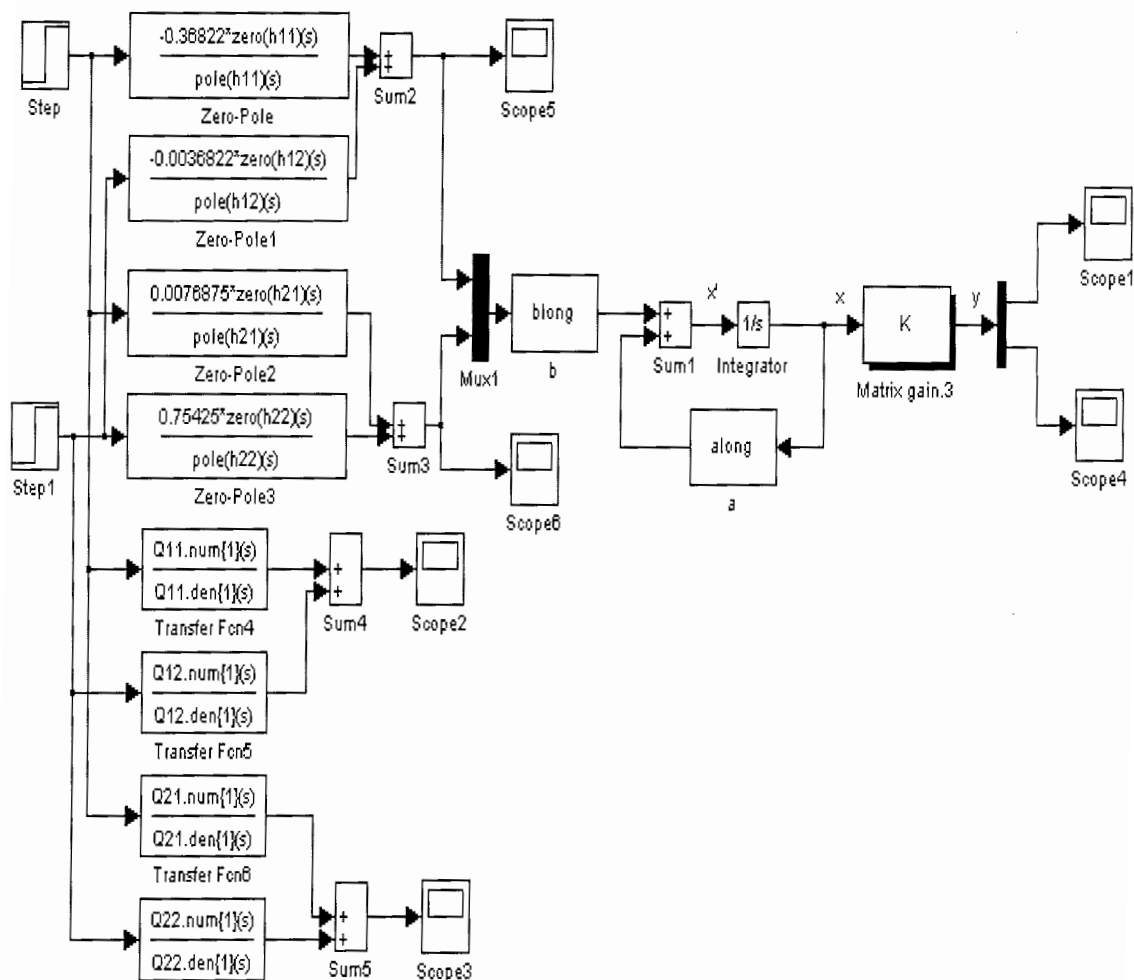 Step
-0.36822*zero(h11)(s)
pole(h11)(s)
Zero-Pole
+
+
Sum2
Scope5
-0.0036822*zero(h12)(s)
pole(h12)(s)
Zero-Pole1
0.0076875*zero(h21)(s)
pole(h21)(s)
Zero-Pole2
Mux1
blong
b
+
+
Sum1
x'
1/s
Integrator
x
K
Matrix gain.3
y
Scope1
Scope4
along
a
Step1
0.75425*zero(h22)(s)
pole(h22)(s)
Zero-Pole3
+
+
Sum3
Scope6
Q11.num{1}(s)
Q11.den{1}(s)
Transfer Fcn4
+
+
Sum4
Scope2
Q12.num{1}(s)
Q12.den{1}(s)
Transfer Fcn5
Q21.num{1}(s)
Q21.den{1}(s)
Transfer Fcn6
Q22.num{1}(s)
Q22.den{1}(s)
+
+
Sum5
Scope3